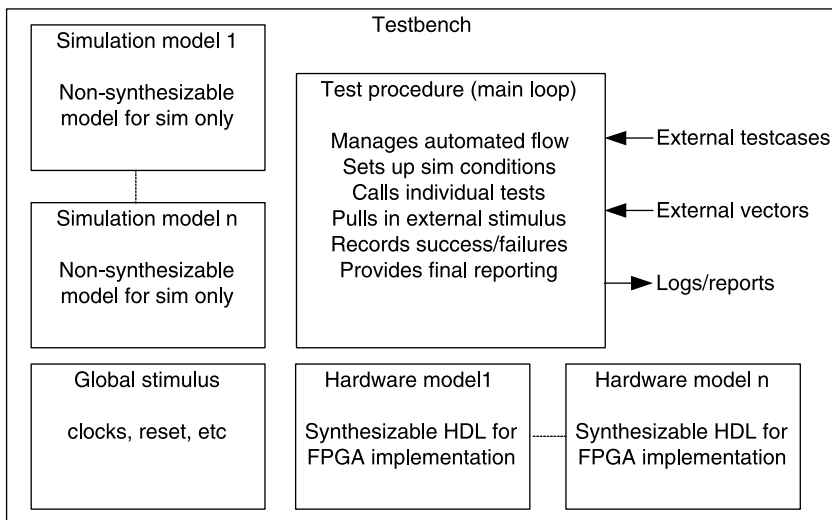 Testbench
Simulation model 1
Non-synthesizable
model for sim only
Simulation model n
Non-synthesizable
model for sim only
Global stimulus
clocks, reset, etc
Test procedure (main loop)
Manages automated flow
Sets up sim conditions
Calls individual tests
Pulls in external stimulus
Records success/failures
Provides final reporting
External testcases
External vectors
Logs/reports
Hardware model1
Synthesizable HDL for
FPGA implementation
Hardware model n
Synthesizable HDL for
FPGA implementation